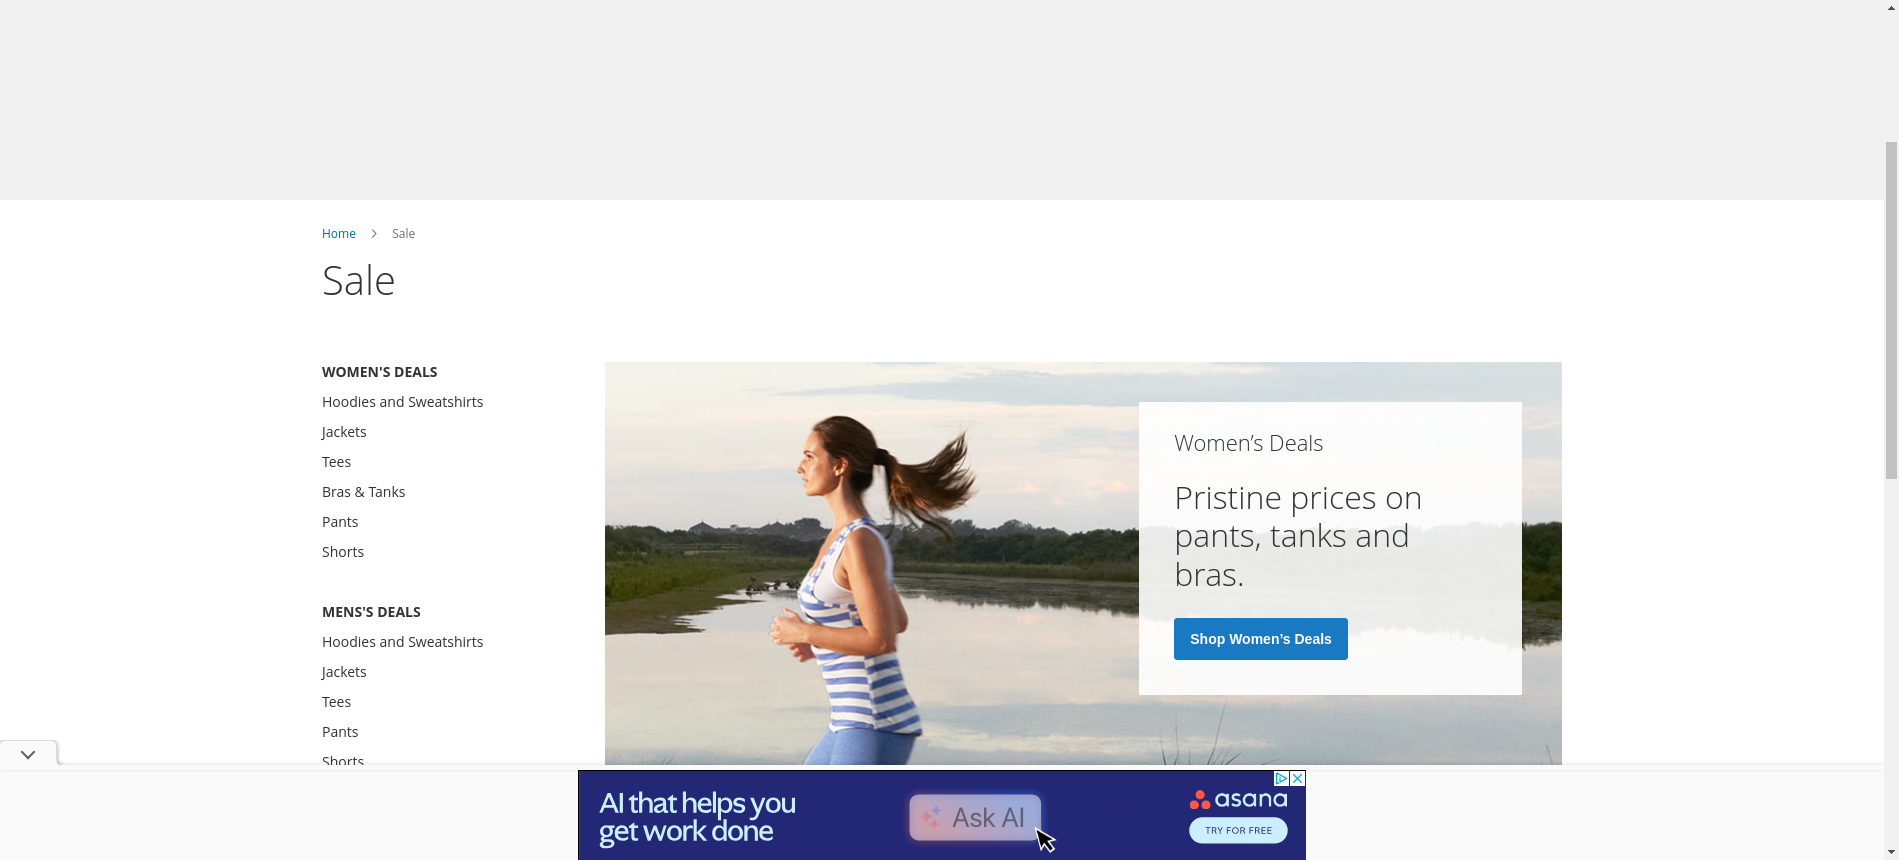 Home
Sale
Sale
WOMEN'S DEALS
Hoodies and Sweatshirts
Jackets
Tees
Bras & Tanks
Pants
Shorts
MENS'S DEALS
Hoodies and Sweatshirts
Jackets
Tees
Pants
Shorts
Women’s Deals
Pristine prices on
pants, tanks and
bras.
Shop Women’s Deals
AI that helps you
get work done
Ask AI
asana
TRY FOR FREE